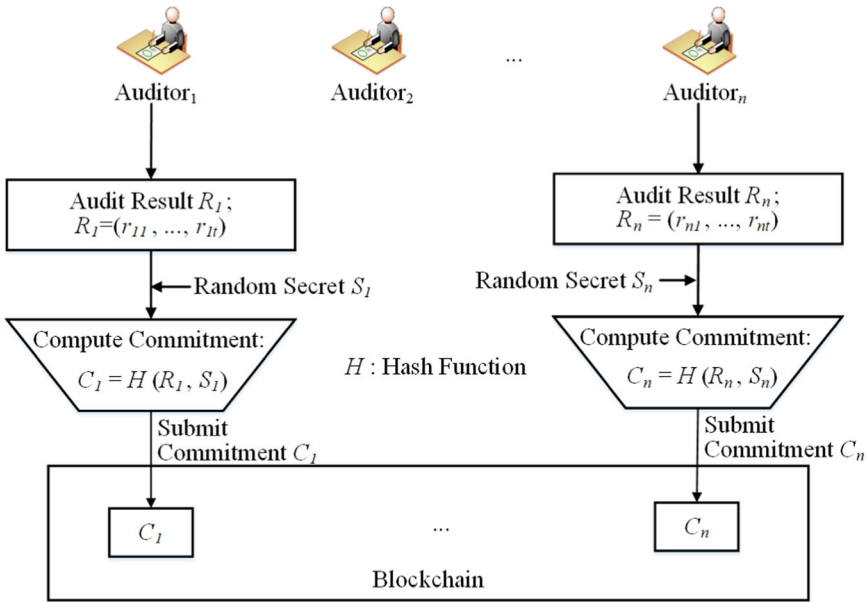 Auditor1
Auditor2
...
Auditorn
Audit Result R1;
R1=(r11, ..., r1t)
Audit Result Rn;
Rn = (rn1, ..., rnt)
Random Secret S1
Random Secret Sn
Compute Commitment:
C1 = H (R1, S1)
H : Hash Function
Compute Commitment:
Cn = H (Rn, Sn)
Submit
Commitment C1
Submit
Commitment Cn
C1
...
Cn
Blockchain